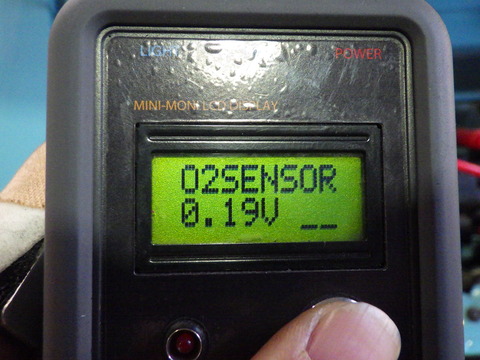 LIGHT POWER
MINI-MON LCD DISPLAY
O2SENSOR
0.19V __